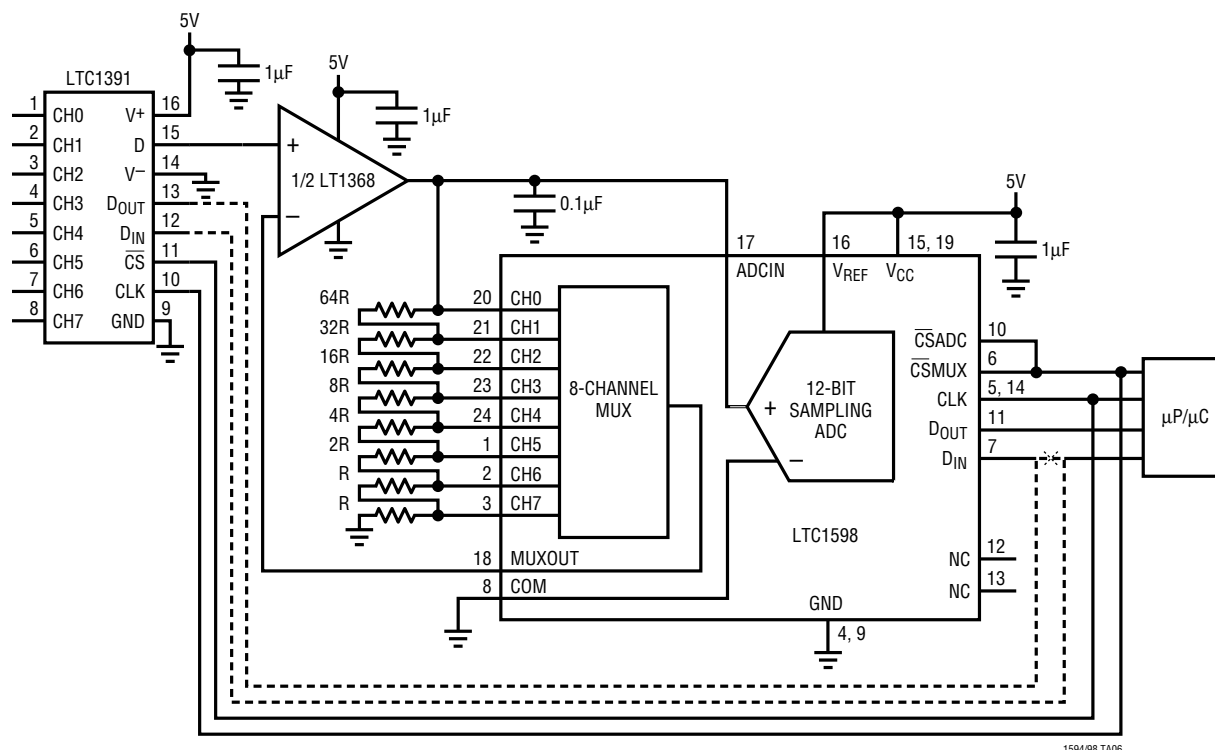 5V
1µF
LTC1391
1 CH0 V+ 16
2 CH1 D 15
3 CH2 V– 14
4 CH3 DOUT 13
5 CH4 DIN 12
6 CH5 CS 11
7 CH6 CLK 10
8 CH7 GND 9
5V
1µF
+
1/2 LT1368
–
0.1µF
5V
1µF
17 ADCIN
16 VREF
15, 19 VCC
64R 20 CH0
32R 21 CH1
16R 22 CH2
8R 23 CH3
4R 24 CH4
2R 1 CH5
R 2 CH6
R 3 CH7
8-CHANNEL
MUX
+
–
12-BIT
SAMPLING
ADC
CSADC 10
CSMUX 6
CLK 5, 14
DOUT 11
DIN 7
µP/µC
LTC1598
NC 12
NC 13
18 MUXOUT
8 COM
GND
4, 9
1594/98 TA06